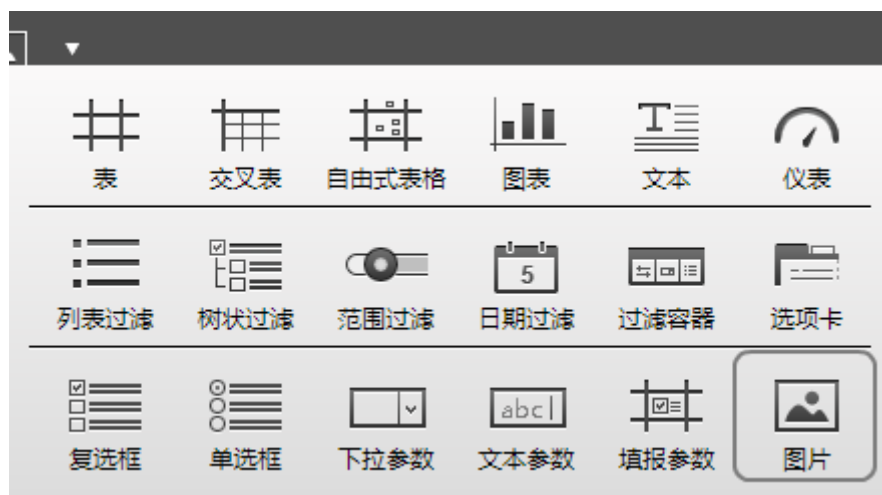 表 交叉表 自由式表格 图表 文本 仪表
5
列表过滤 树状过滤 范围过滤 日期过滤 过滤容器 选项卡
abc
复选框 单选框 下拉参数 文本参数 填报参数 图片